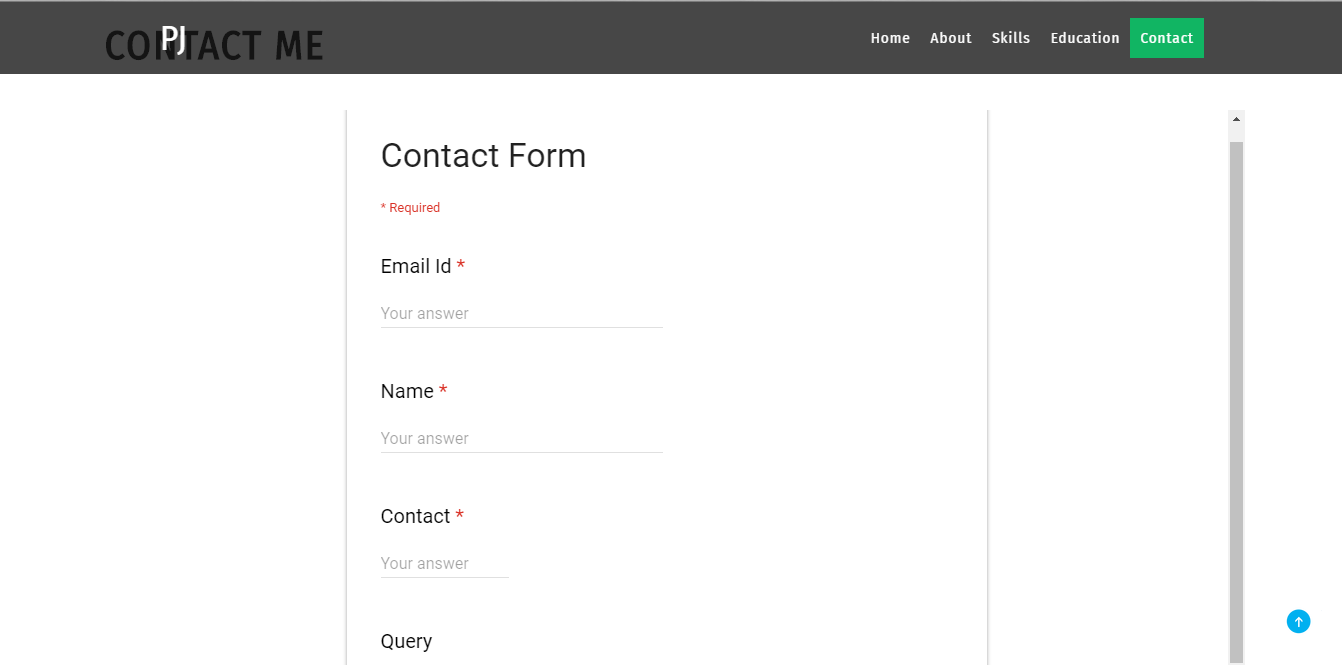 CONTACT ME
PJ
Home About Skills Education Contact
Contact Form
* Required
Email Id *
Your answer
Name *
Your answer
Contact *
Your answer
Query